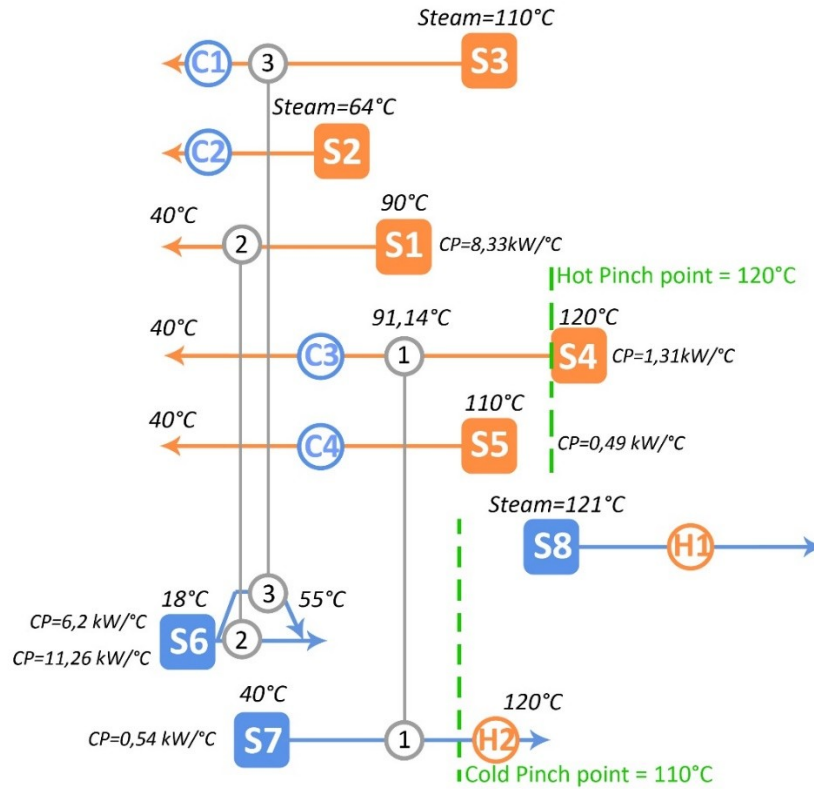 Steam=110°C
C1
3
S3
Steam=64°C
C2
S2
40°C
90°C
2
S1
CP=8,33kW/°C
Hot Pinch point = 120°C
40°C
91,14°C
120°C
C3
1
S4
CP=1,31kW/°C
40°C
110°C
C4
S5
CP=0,49 kW/°C
Steam=121°C
S8
H1
18°C
3
55°C
CP=6,2 kW/°C
S6
2
CP=11,26 kW/°C
40°C
120°C
CP=0,54 kW/°C
S7
1
H2
Cold Pinch point = 110°C